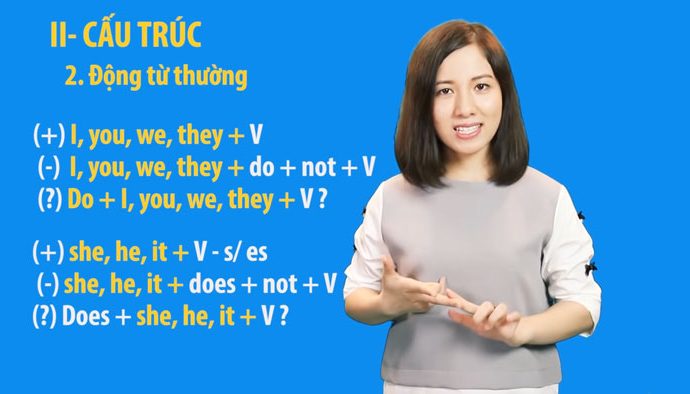 II- CẤU TRÚC
2. Động từ thường
(+) I, you, we, they + V
(-) I, you, we, they + do + not + V
(?) Do + I, you, we, they + V ?
(+) she, he, it + V - s/ es
(-) she, he, it + does + not + V
(?) Does + she, he, it + V ?